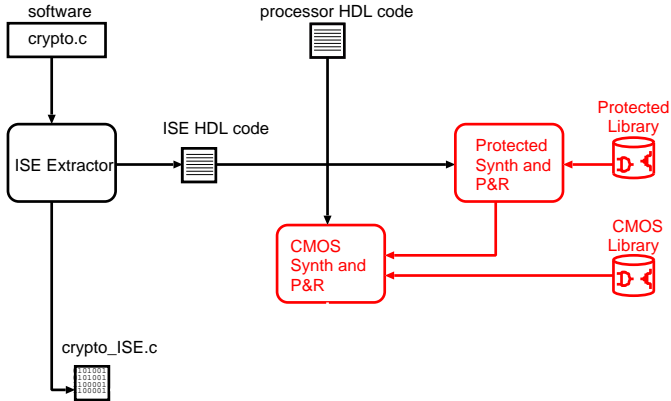 software
processor HDL code
crypto.c
ISE HDL code
Protected
Library
ISE Extractor
Protected
Synth and
P&R
CMOS
Library
CMOS
Synth and
P&R
crypto_ISE.c
101001
101001
100001
100001